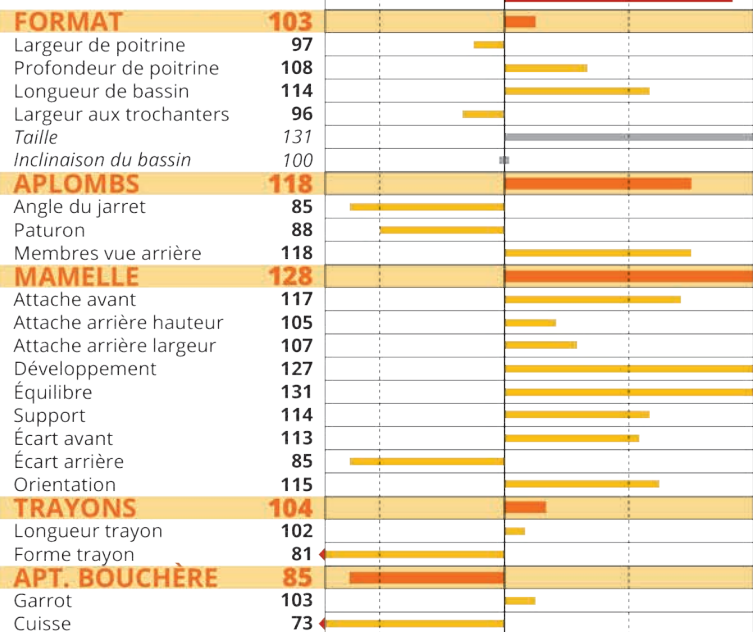 FORMAT 103
Largeur de poitrine 97
Profondeur de poitrine 108
Longueur de bassin 114
Largeur aux trochanters 96
Taille 131
Inclinaison du bassin 100
APLOMBS 118
Angle du jarret 85
Paturon 88
Membres vue arrière 118
MAMELLE 128
Attache avant 117
Attache arrière hauteur 105
Attache arrière largeur 107
Développement 127
Équilibre 131
Support 114
Écart avant 113
Écart arrière 85
Orientation 115
TRAYONS 104
Longueur trayon 102
Forme trayon 81
APT. BOUCHÈRE 85
Garrot 103
Cuisse 73